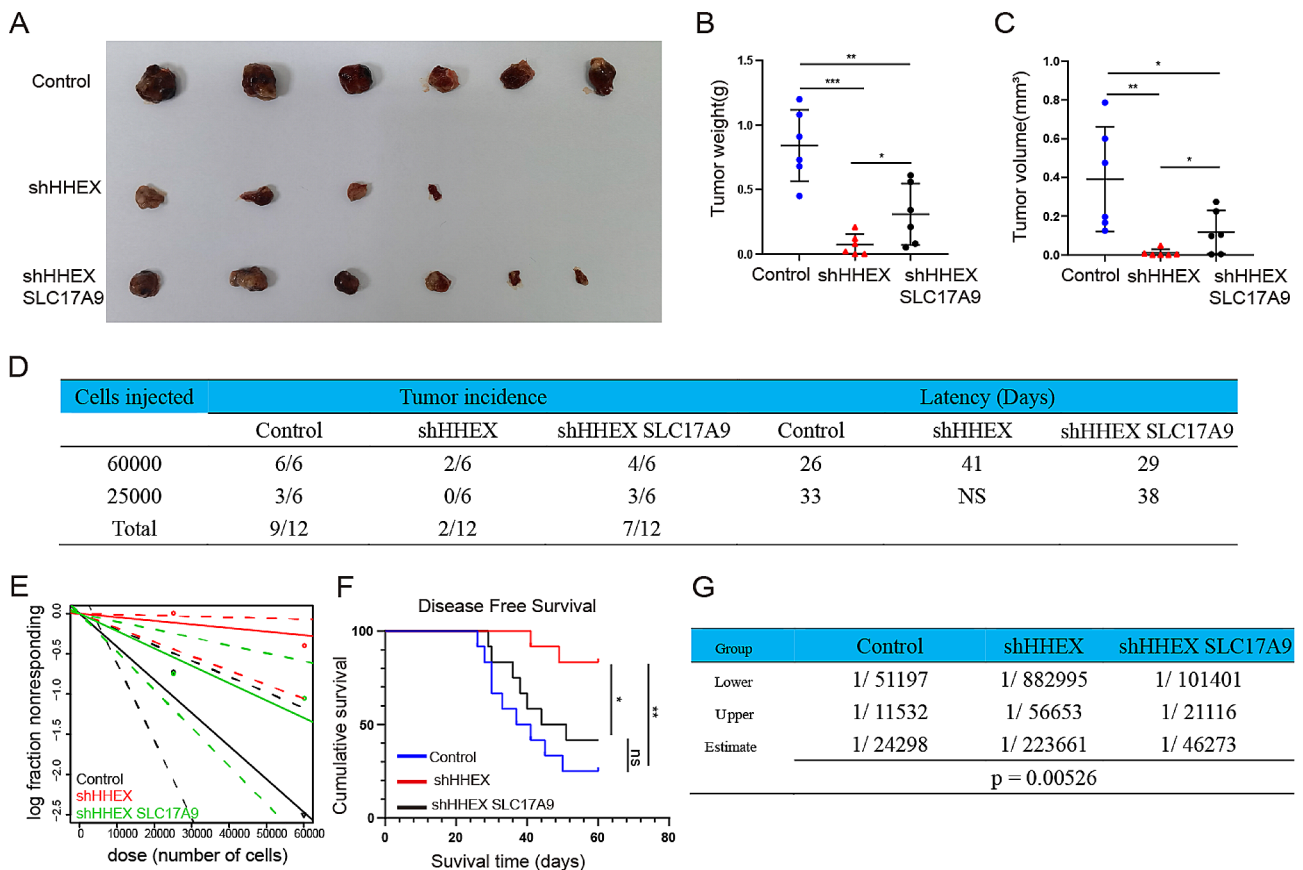 A
Control
shHHEX
shHHEX
SLC17A9
B
Tumor weight(g)
1.5
1.0
0.5
0.0
**
***
*
Control
shHHEX
shHHEX
SLC17A9
C
Tumor volume(mm³)
1.0
0.8
0.6
0.4
0.2
0.0
*
**
*
Control
shHHEX
shHHEX
SLC17A9
D
Cells injected Tumor incidence Latency (Days)
Control shHHEX shHHEX SLC17A9 Control shHHEX shHHEX SLC17A9
60000 6/6 2/6 4/6 26 41 29
25000 3/6 0/6 3/6 33 NS 38
Total 9/12 2/12 7/12
E
log fraction nonresponding
0.0
-0.5
-1.0
-1.5
-2.0
-2.5
Control
shHHEX
shHHEX SLC17A9
0 10000 20000 30000 40000 50000 60000
dose (number of cells)
F
Disease Free Survival
Cumulative survival
100
50
0
Control
shHHEX
shHHEX SLC17A9
*
**
ns
0 20 40 60 80
Suvival time (days)
G
Group Control shHHEX shHHEX SLC17A9
Lower 1/ 51197 1/ 882995 1/ 101401
Upper 1/ 11532 1/ 56653 1/ 21116
Estimate 1/ 24298 1/ 223661 1/ 46273
p = 0.00526